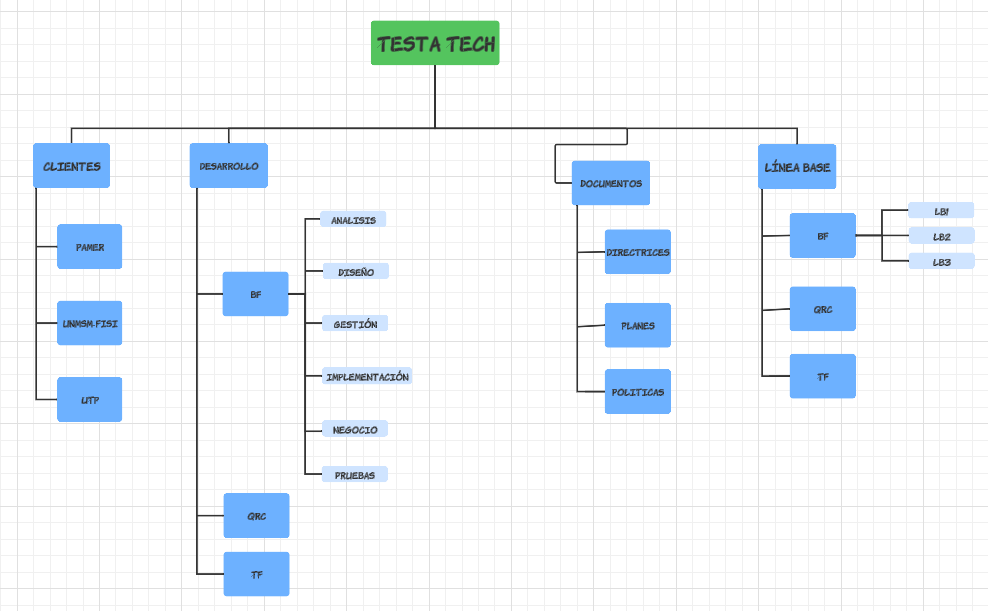 TESTA TECH
CLIENTES
PAMER
UNMSM-FISI
UTP
DESARROLLO
BF
ANALISIS
DISEÑO
GESTIÓN
IMPLEMENTACIÓN
NEGOCIO
PRUEBAS
QRC
TF
DOCUMENTOS
DIRECTRICES
PLANES
POLITICAS
LÍNEA BASE
BF
LB1
LB2
LB3
QRC
TF